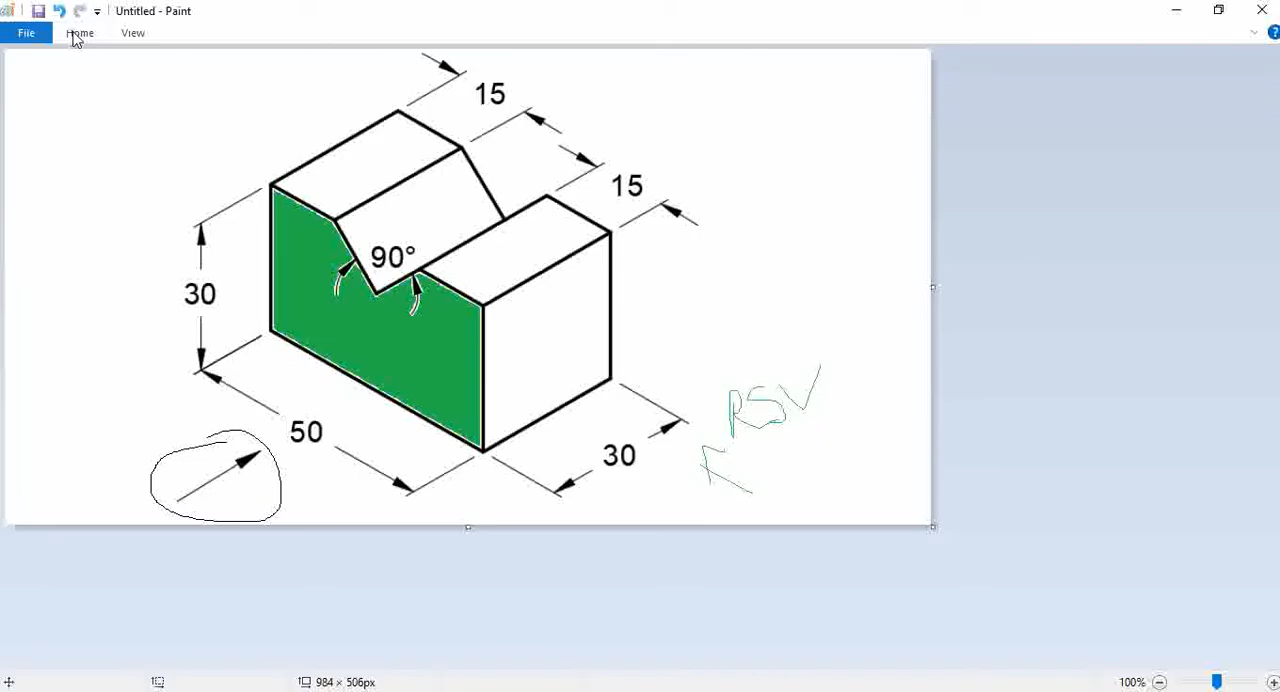 Untitled - Paint
File Home View
15
15
90°
30
50
30
RSV
984 × 506px
100%